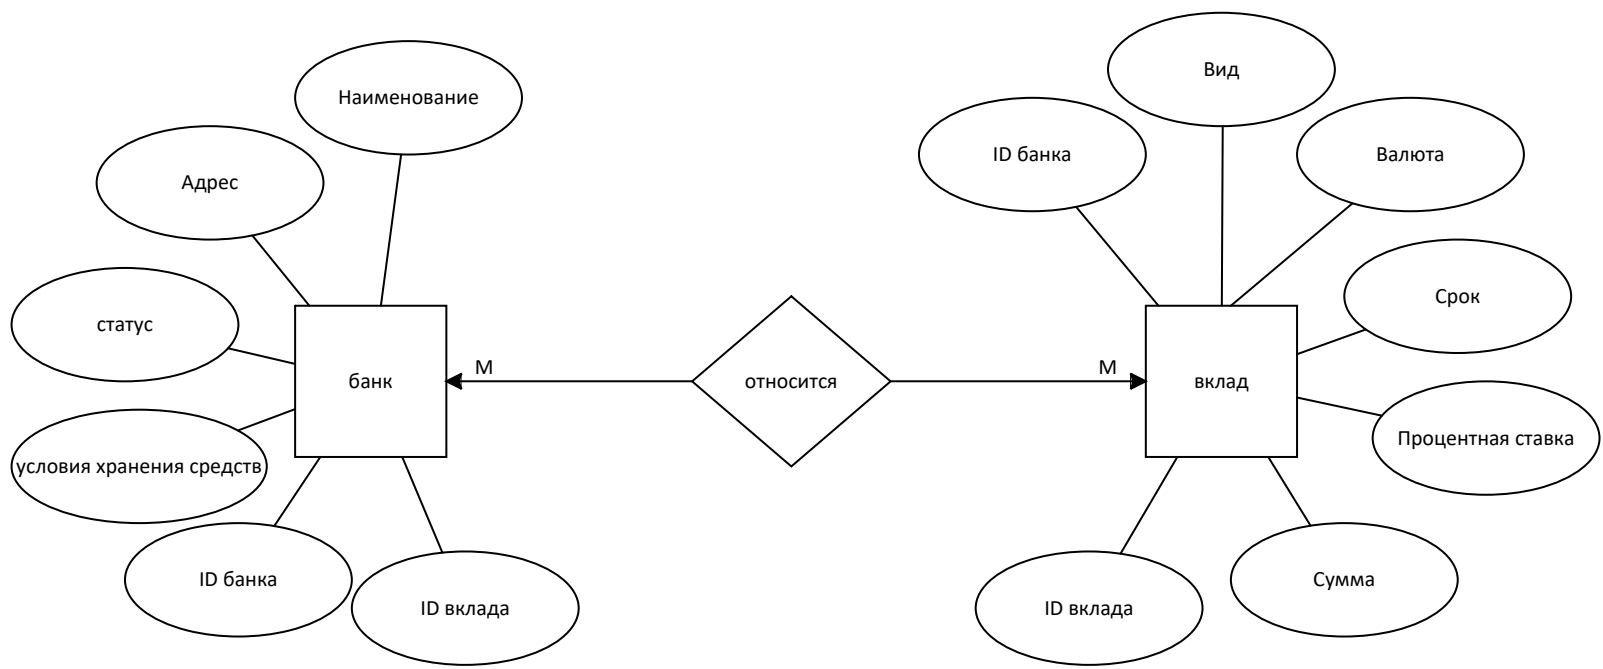 Наименование
Адрес
статус
условия хранения средств
ID банка
ID вклада
банк
М
относится
М
вклад
ID банка
Вид
Валюта
Срок
Процентная ставка
Сумма
ID вклада